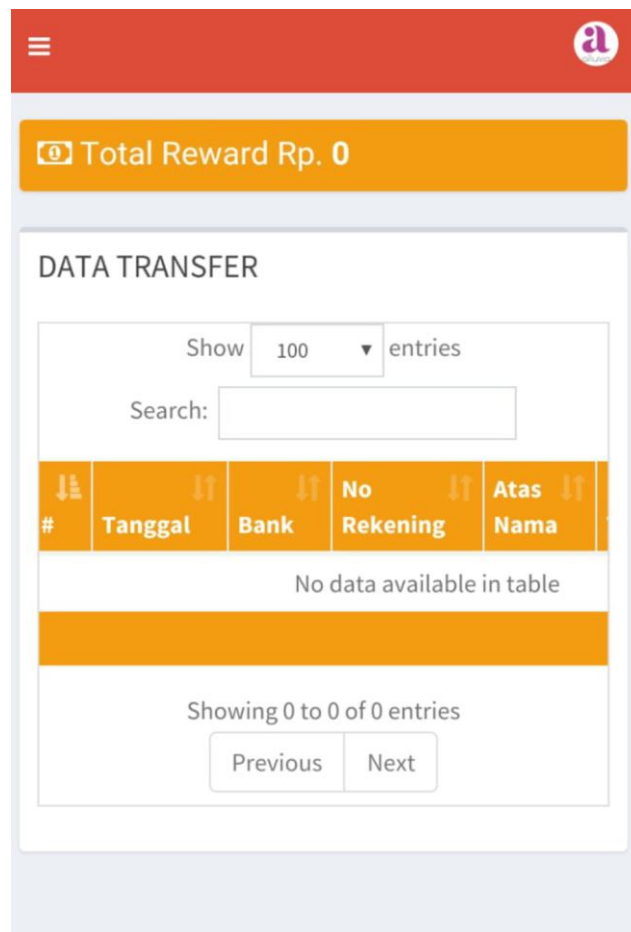 Total Reward Rp. 0
DATA TRANSFER
Show 100 entries
Search:
# Tanggal Bank No Rekening Atas Nama
No data available in table
Showing 0 to 0 of 0 entries
Previous Next